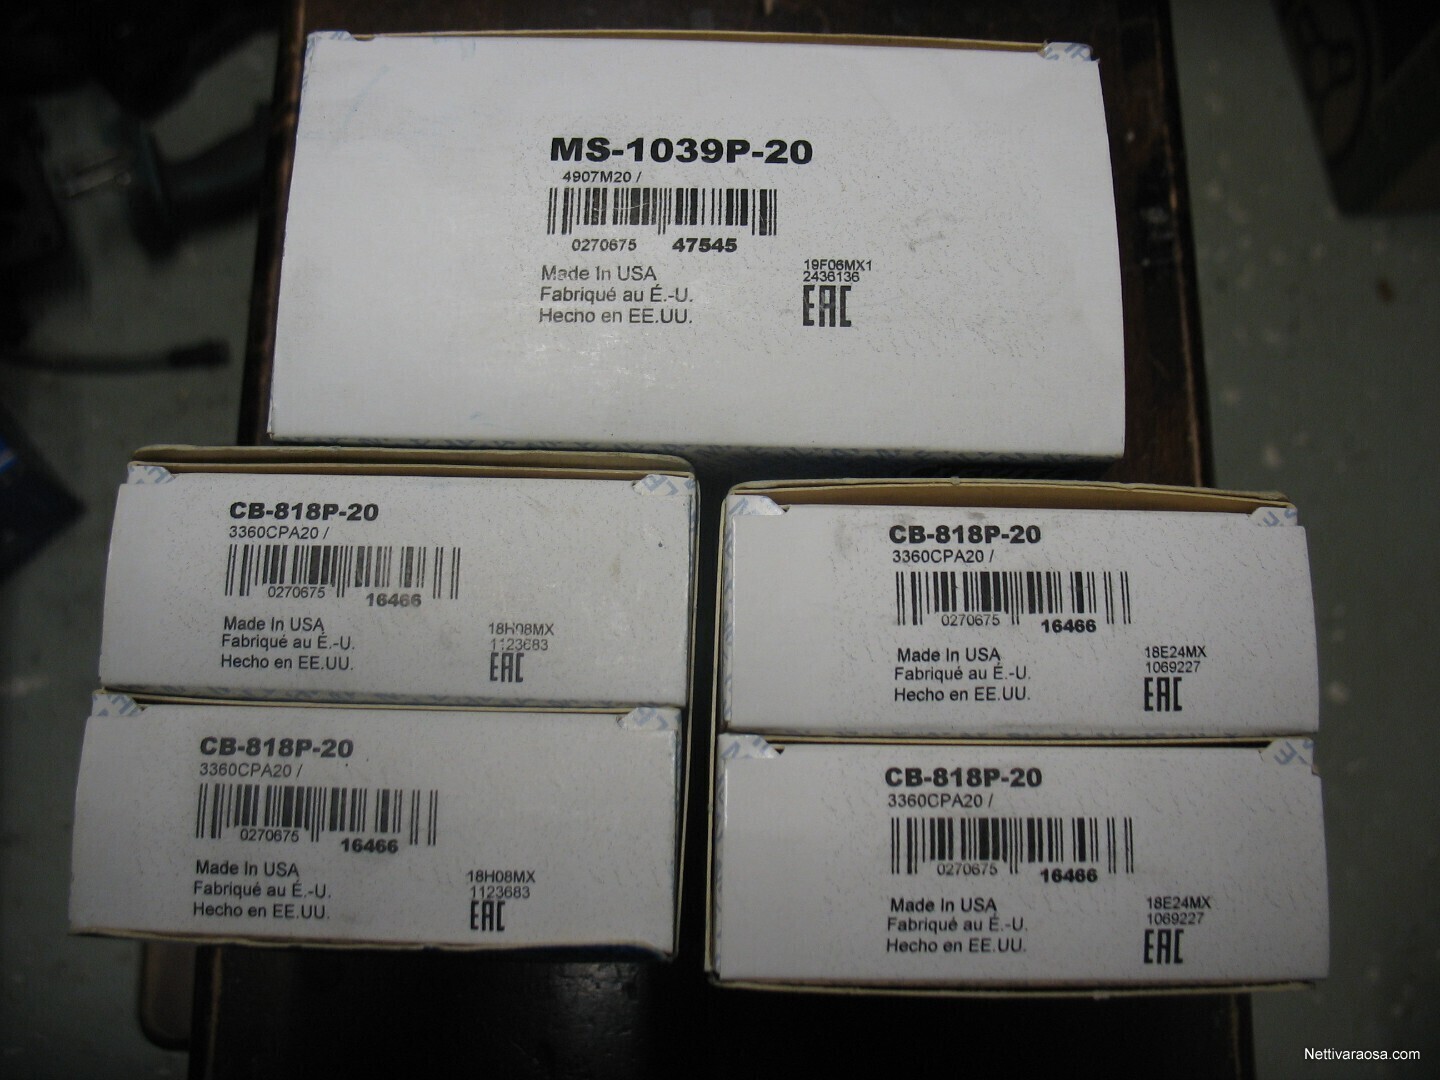 MS-1039P-20
4907M20 /
0270675 47545
Made In USA
Fabriqué au É.-U.
Hecho en EE.UU.
19F06MX1
2436136
EAC
CB-818P-20
3360CPA20 /
0270675 16466
Made In USA
Fabriqué au É.-U.
Hecho en EE.UU.
18H08MX
1123683
EAC
CB-818P-20
3360CPA20 /
0270675 16466
Made In USA
Fabriqué au É.-U.
Hecho en EE.UU.
18E24MX
1069227
EAC
CB-818P-20
3360CPA20 /
0270675 16466
Made In USA
Fabriqué au É.-U.
Hecho en EE.UU.
18H08MX
1123683
EAC
CB-818P-20
3360CPA20 /
0270675 16466
Made In USA
Fabriqué au É.-U.
Hecho en EE.UU.
18E24MX
1069227
EAC
Nettivaraosa.com